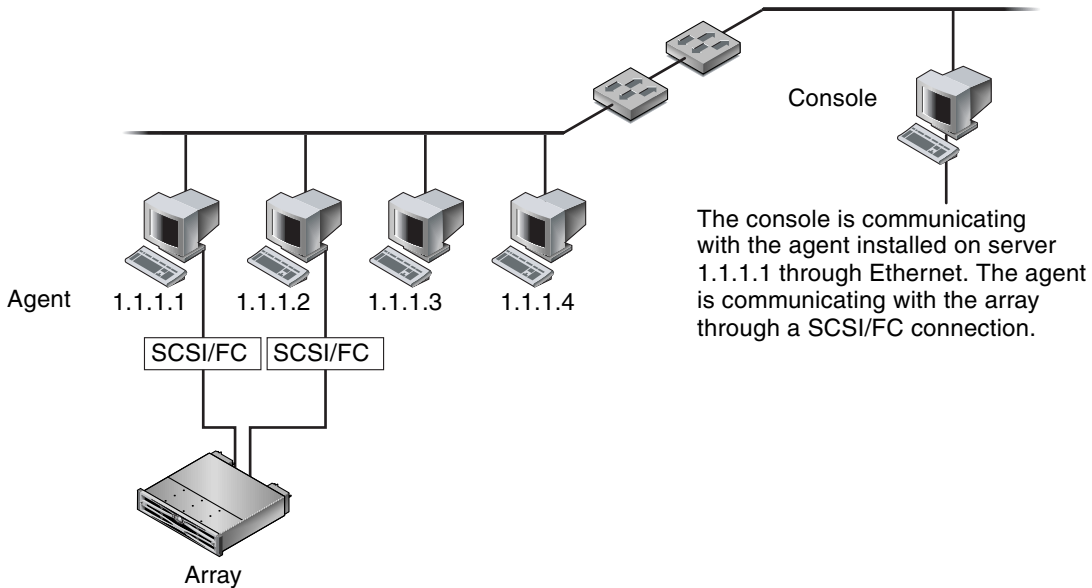 Console
The console is communicating
with the agent installed on server
1.1.1.1 through Ethernet. The agent
is communicating with the array
through a SCSI/FC connection.
Agent 1.1.1.1 1.1.1.2 1.1.1.3 1.1.1.4
SCSI/FC SCSI/FC
Array